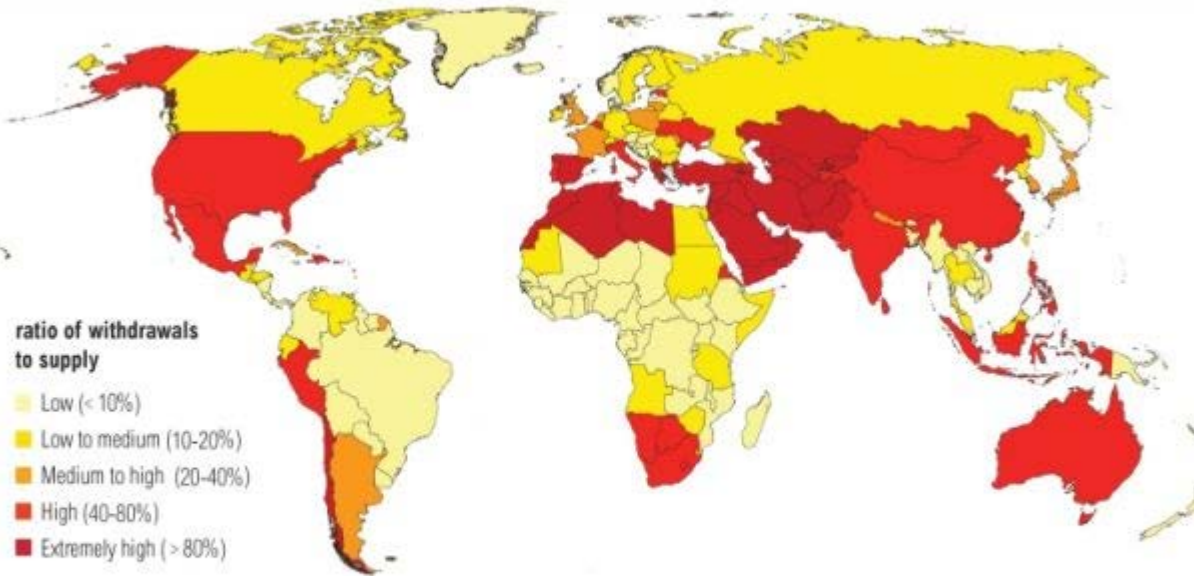 ratio of withdrawals
to supply
Low (< 10%)
Low to medium (10-20%)
Medium to high (20-40%)
High (40-80%)
Extremely high (> 80%)